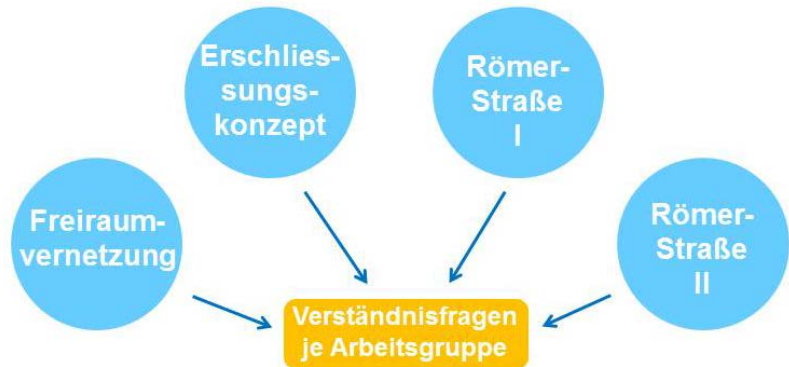 Freiraum-
vernetzung
Erschlies-
sungs-
konzept
Römer-
Straße
I
Römer-
Straße
II
Verständnisfragen
je Arbeitsgruppe